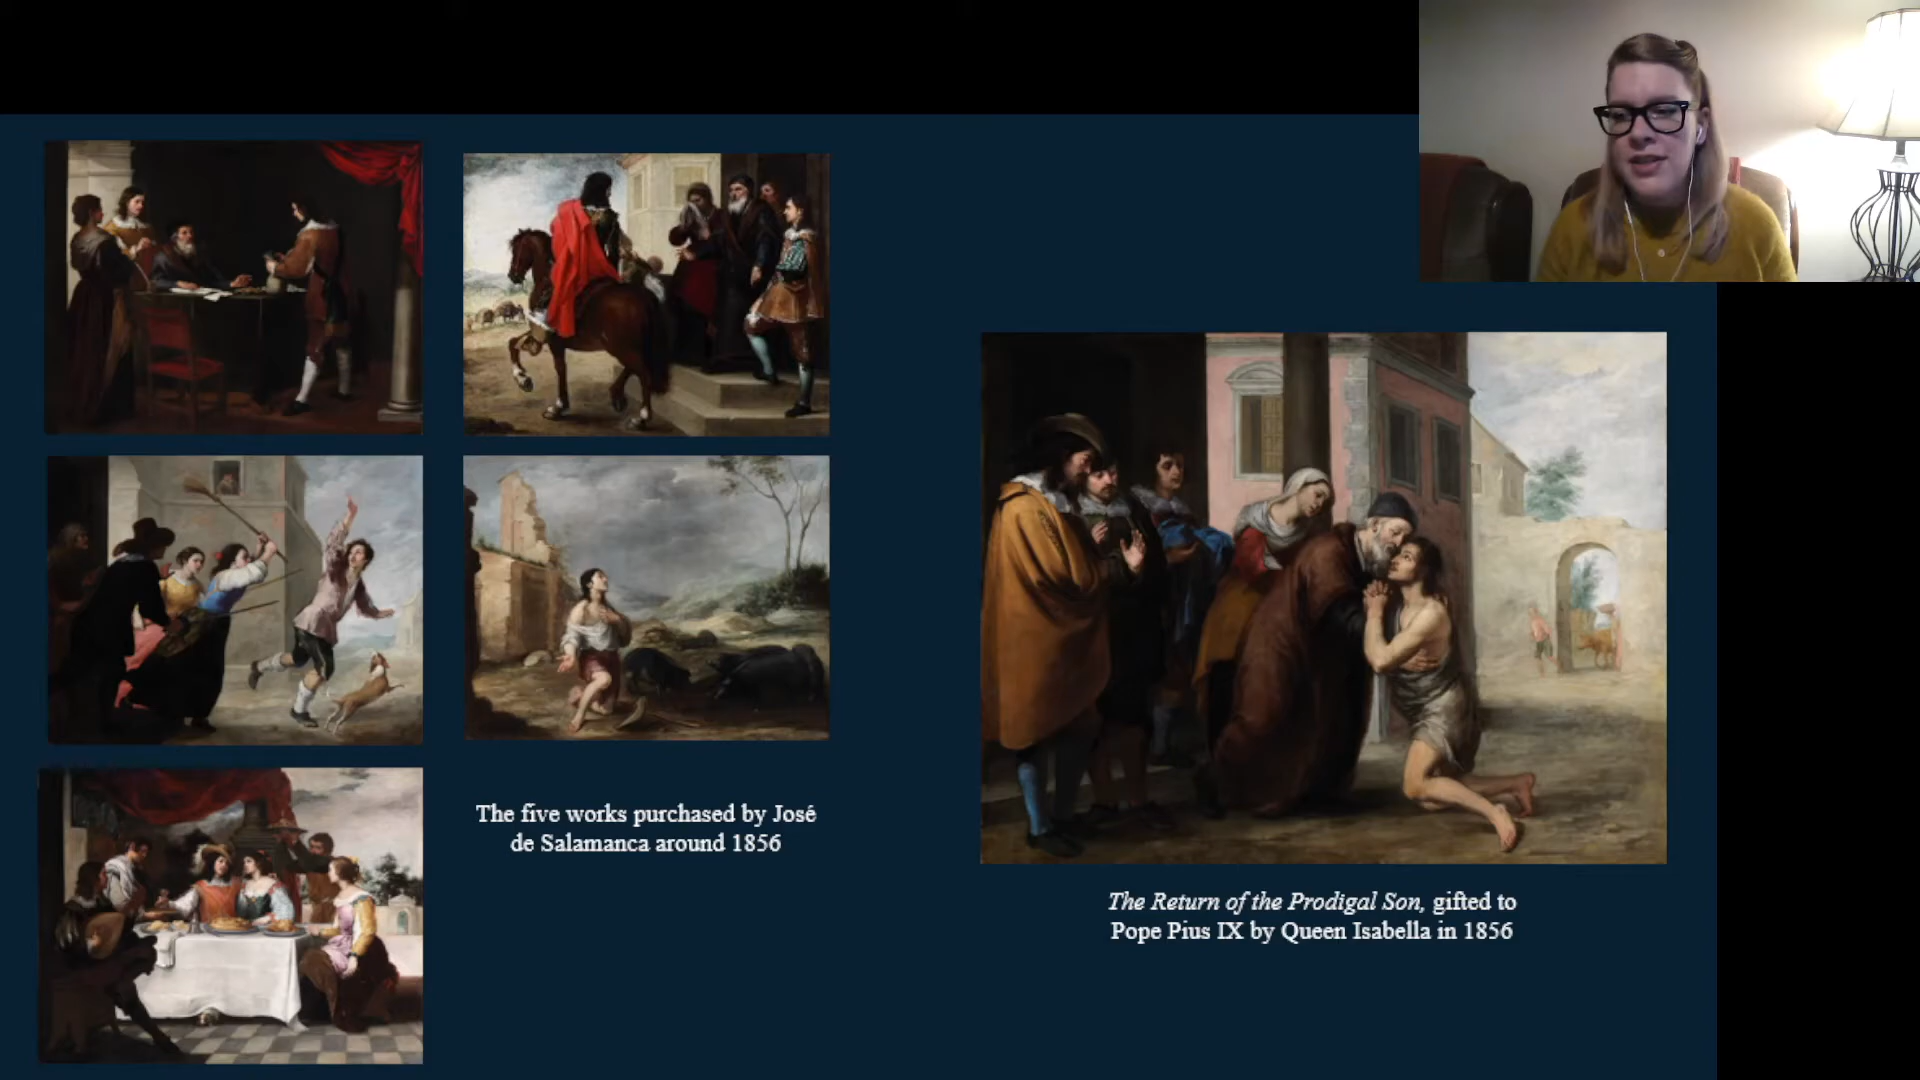 The five works purchased by José
de Salamanca around 1856
The Return of the Prodigal Son, gifted to
Pope Pius IX by Queen Isabella in 1856